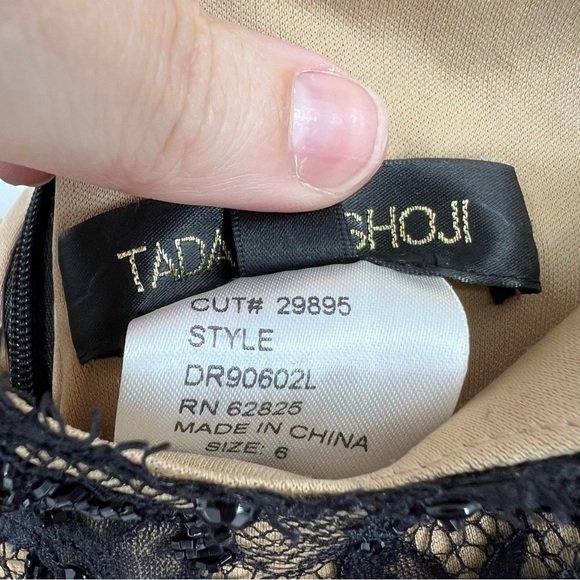 TADA SHOJI
CUT# 29895
STYLE
DR90602L
RN 62825
MADE IN CHINA
SIZE: 6